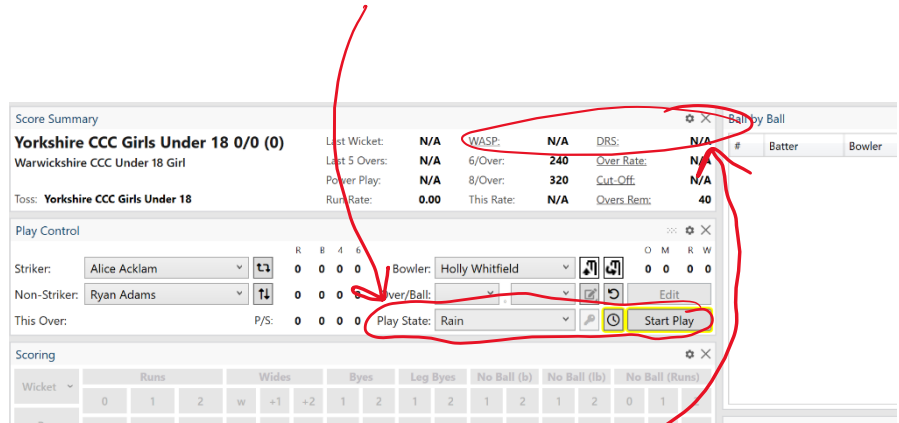 Score Summary
Yorkshire CCC Girls Under 18 0/0 (0)
Warwickshire CCC Under 18 Girl
Toss: Yorkshire CCC Girls Under 18
Last Wicket: N/A WASP: N/A DRS: N/A
Last 5 Overs: N/A 6/Over: 240 Over Rate: N/A
Power Play: N/A 8/Over: 320 Cut-Off: N/A
Run Rate: 0.00 This Rate: N/A Overs Rem: 40
Ball by Ball
# Batter Bowler
Play Control
R B 4 6 O M R W
Striker: Alice Acklam 0 0 0 0 Bowler: Holly Whitfield 0 0 0 0
Non-Striker: Ryan Adams 0 0 0 0 Over/Ball: . Edit
This Over: P/S: 0 0 0 0 Play State: Rain Start Play
Scoring
Wicket Runs Wides Byes Leg Byes No Ball (b) No Ball (lb) No Ball (Runs)
0 1 2 w +1 +2 1 2 1 2 1 2 1 2 0 1